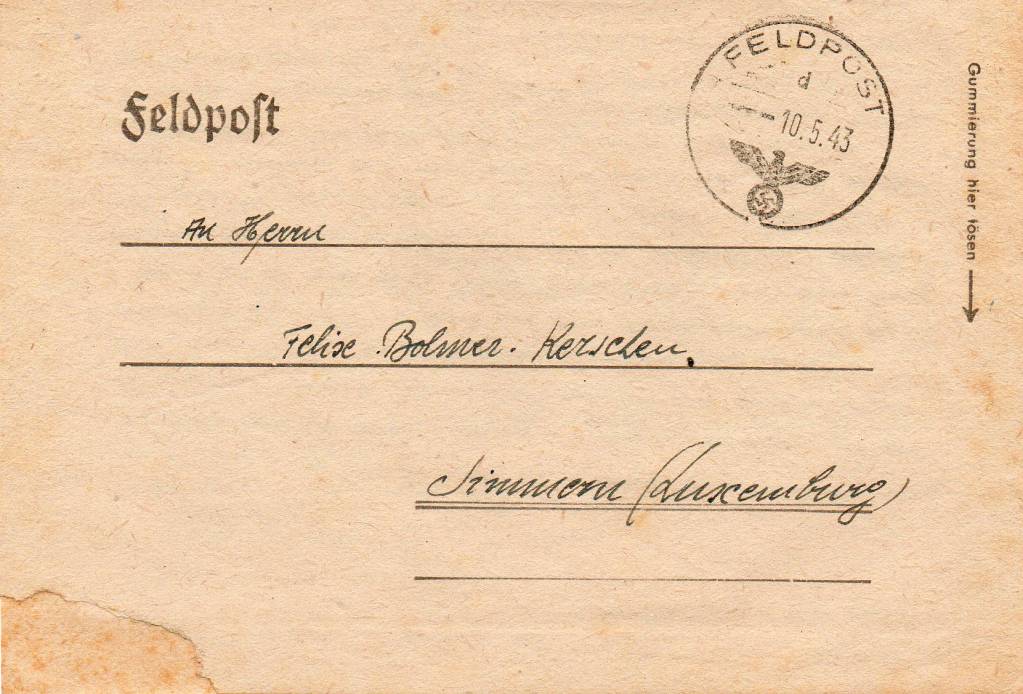 Feldpoſt
FELDPOST
d
10.5.43
Gummierung hier lösen
An Herrn
Felix Bolmer-Kerschen
Simmern (Luxemburg)